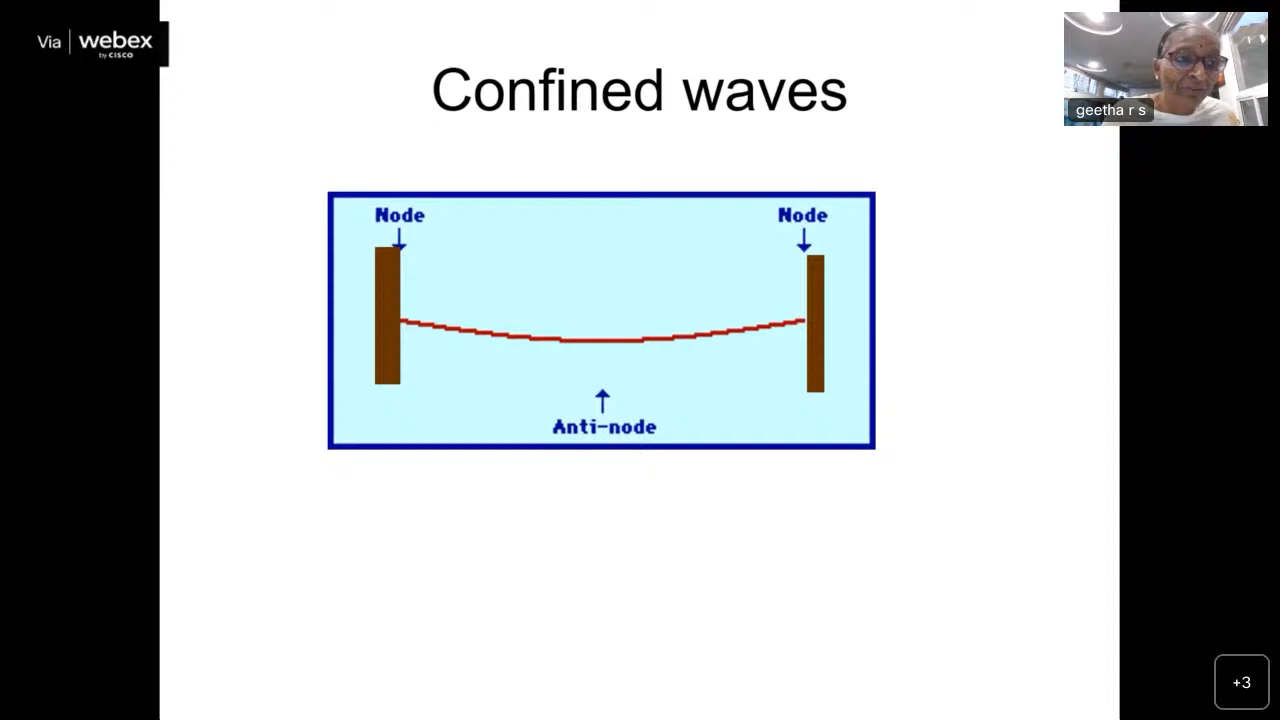 Via | webex
by CISCO
Confined waves
geetha r s
Node
Node
Anti-node
+3